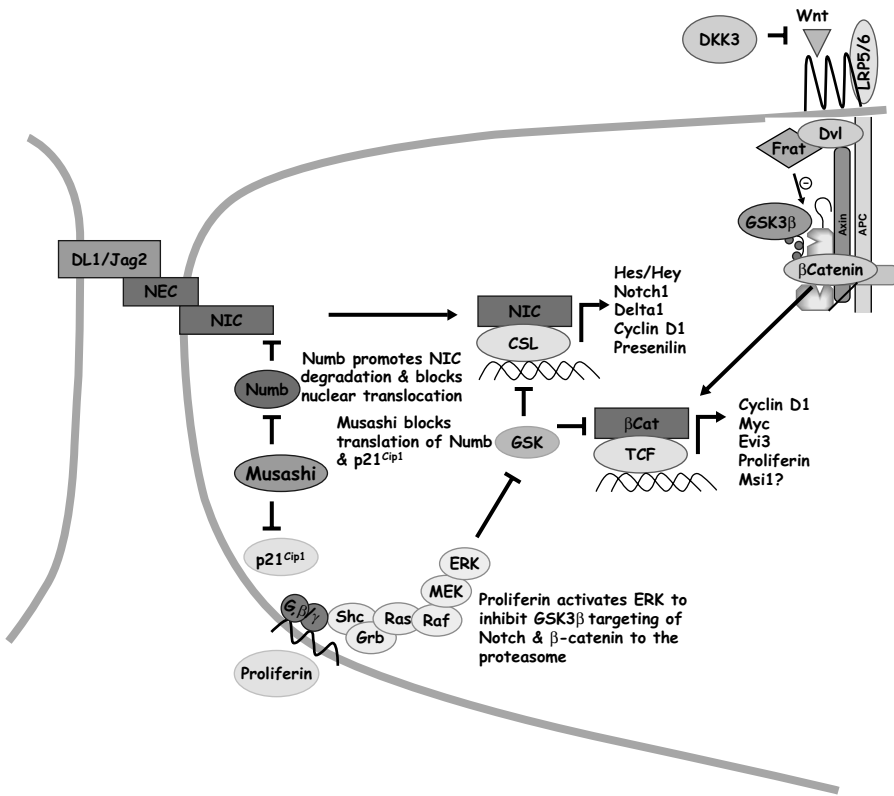 Wnt
DKK3
LRP5/6
Dvl
Frat
⊖
GSK3β
Axin
APC
βCatenin
DL1/Jag2
NEC
NIC
NIC
CSL
Hes/Hey
Notch1
Delta1
Cyclin D1
Presenilin
Numb promotes NIC
degradation & blocks
nuclear translocation
Numb
Musashi blocks
translation of Numb
& p21Cip1
GSK
βCat
TCF
Cyclin D1
Myc
Evi3
Proliferin
Msi1?
Musashi
p21Cip1
ERK
MEK
Raf
Ras
Grb
Shc
G,β/γ
Proliferin
Proliferin activates ERK to
inhibit GSK3β targeting of
Notch & β-catenin to the
proteasome